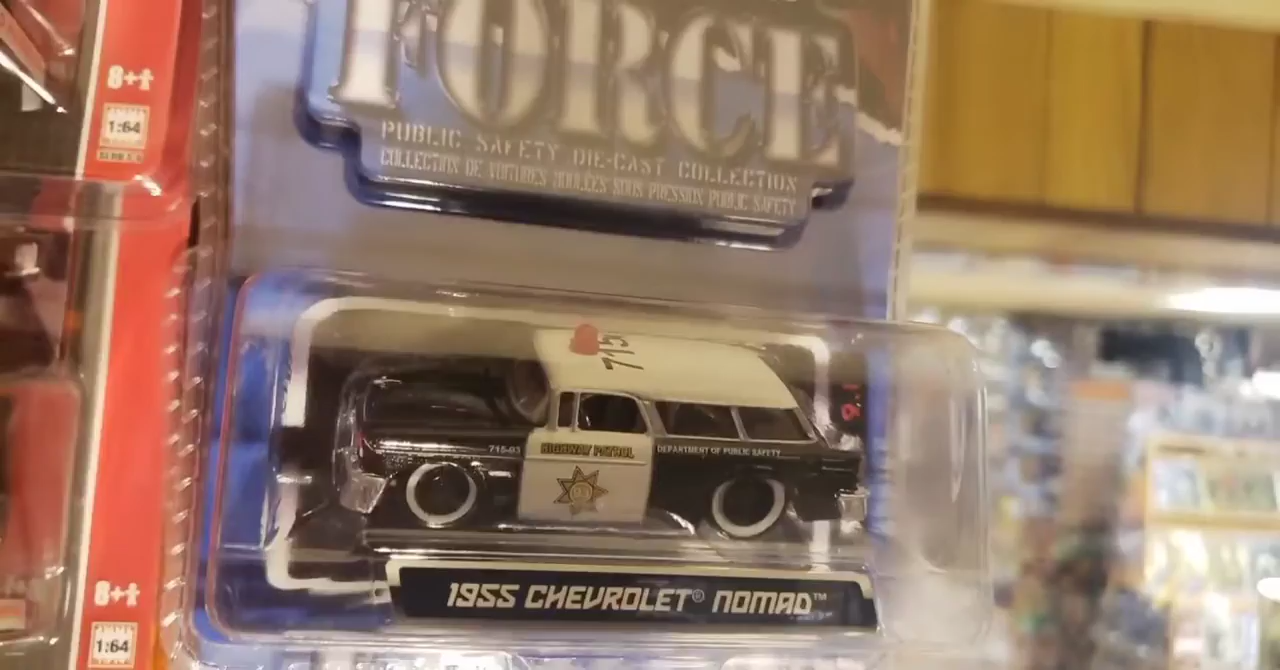 FORCE
PUBLIC SAFETY DIE-CAST COLLECTION
COLLECTION DE VOITURES MOULÉES SOUS PRESSION PUBLIC SAFETY
8+
1:64
715
715-03
HIGHWAY PATROL
DEPARTMENT OF PUBLIC SAFETY
1955 CHEVROLET® NOMAD™
8+
1:64